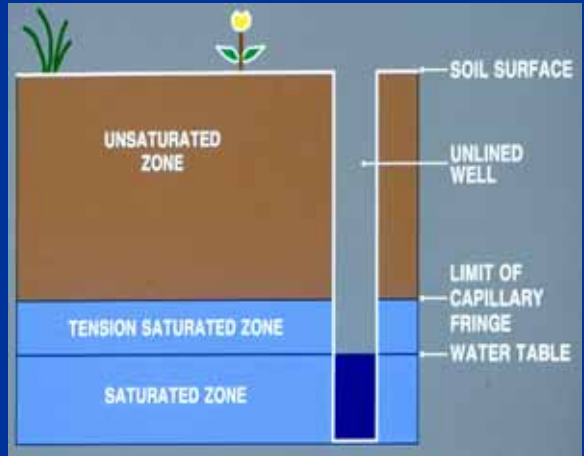 SOIL SURFACE
UNSATURATED
ZONE
UNLINED
WELL
LIMIT OF
CAPILLARY
FRINGE
TENSION SATURATED ZONE
WATER TABLE
SATURATED ZONE